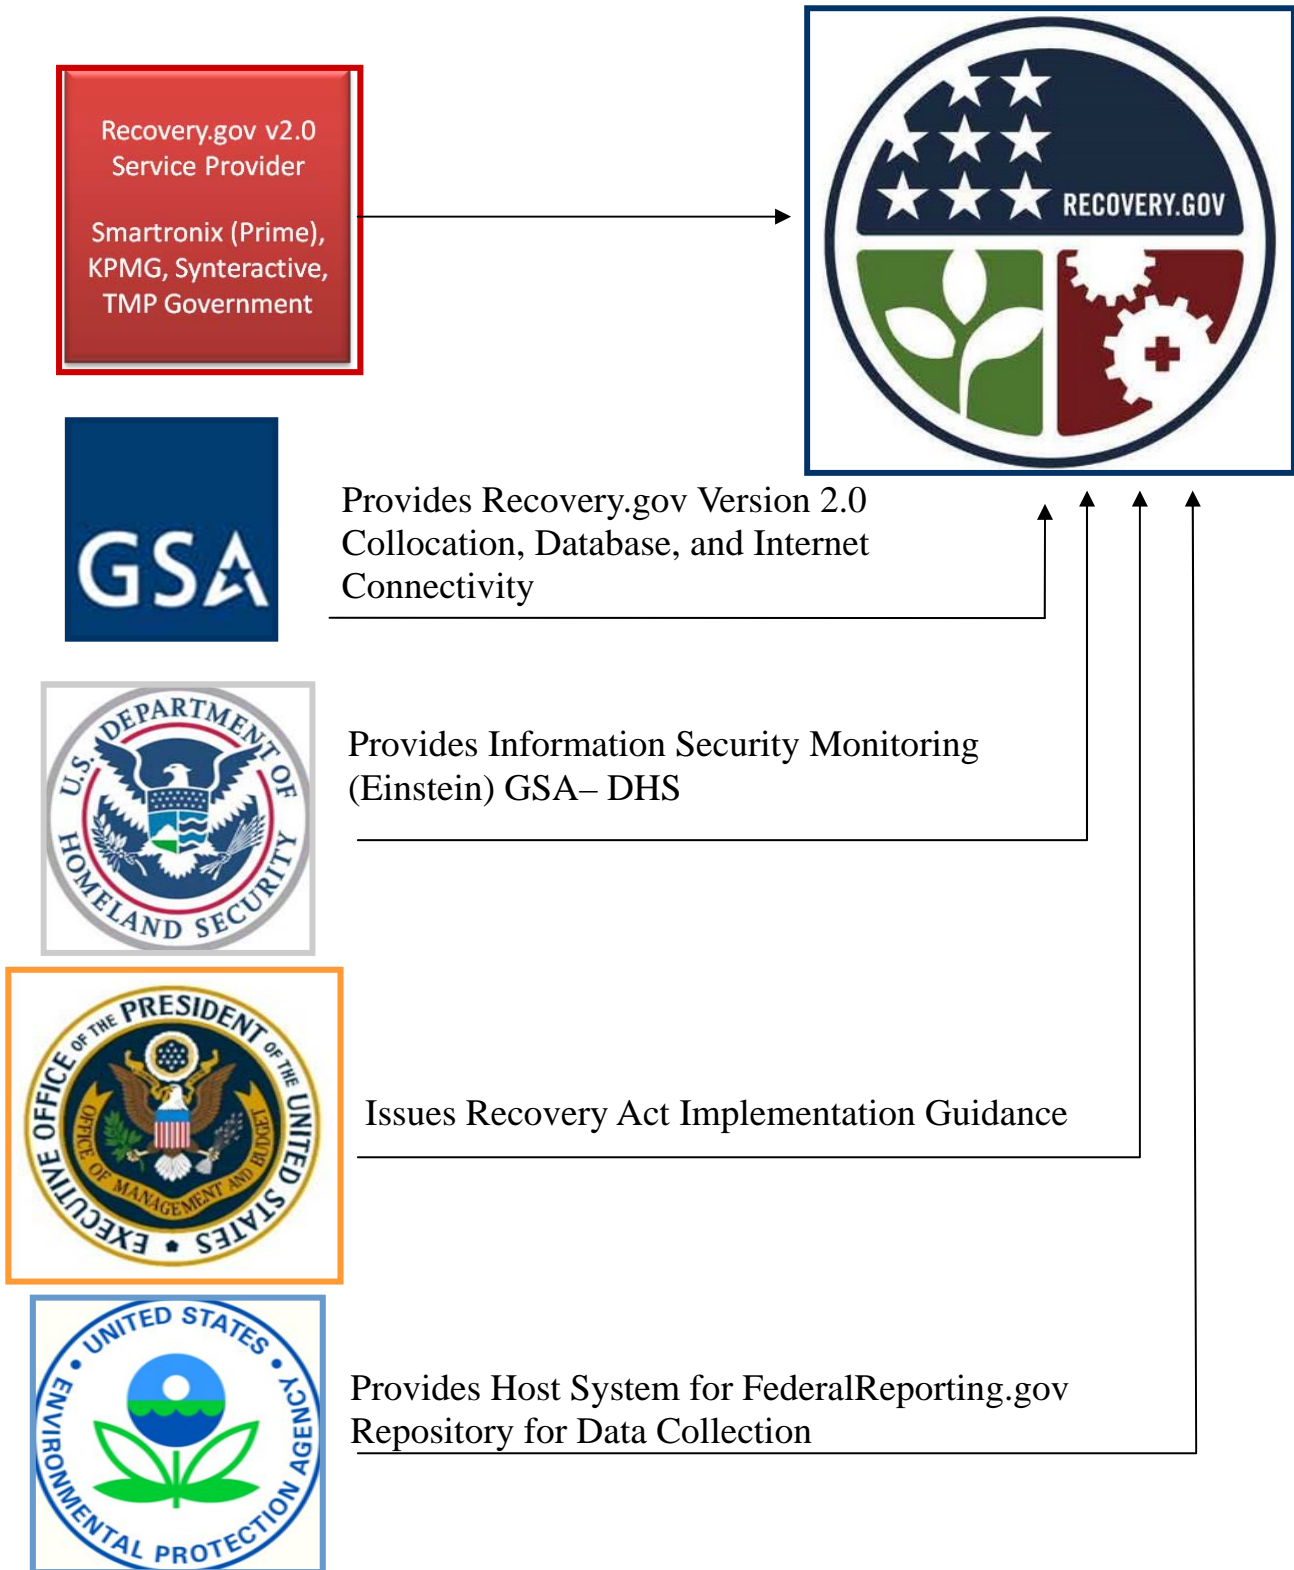 Recovery.gov v2.0
Service Provider
Smartronix (Prime),
KPMG, Synteractive,
TMP Government
RECOVERY.GOV
GSA
Provides Recovery.gov Version 2.0
Collocation, Database, and Internet
Connectivity
U.S. DEPARTMENT OF
HOMELAND SECURITY
Provides Information Security Monitoring
(Einstein) GSA– DHS
EXECUTIVE OFFICE OF THE PRESIDENT OF THE UNITED STATES
OFFICE OF MANAGEMENT AND BUDGET
Issues Recovery Act Implementation Guidance
UNITED STATES
ENVIRONMENTAL PROTECTION AGENCY
Provides Host System for FederalReporting.gov
Repository for Data Collection